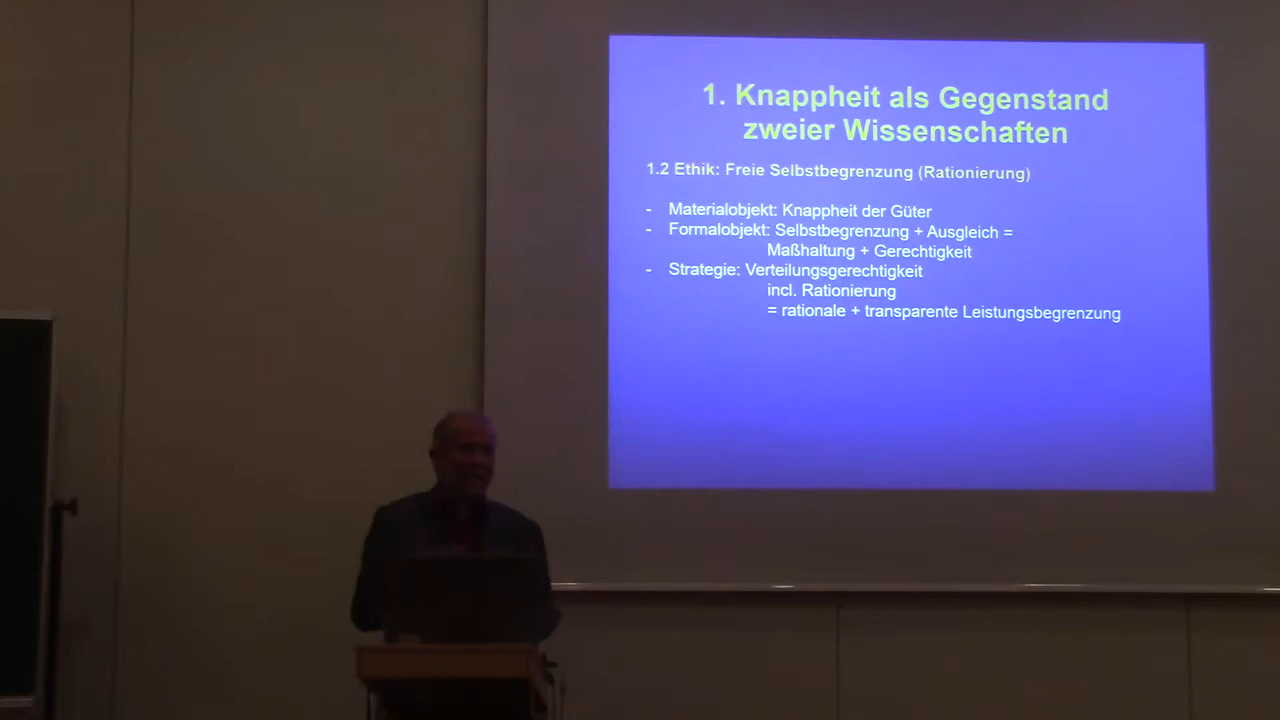 1. Knappheit als Gegenstand
zweier Wissenschaften
1.2 Ethik: Freie Selbstbegrenzung (Rationierung)
- Materialobjekt: Knappheit der Güter
- Formalobjekt: Selbstbegrenzung + Ausgleich =
Maßhaltung + Gerechtigkeit
- Strategie: Verteilungsgerechtigkeit
incl. Rationierung
= rationale + transparente Leistungsbegrenzung